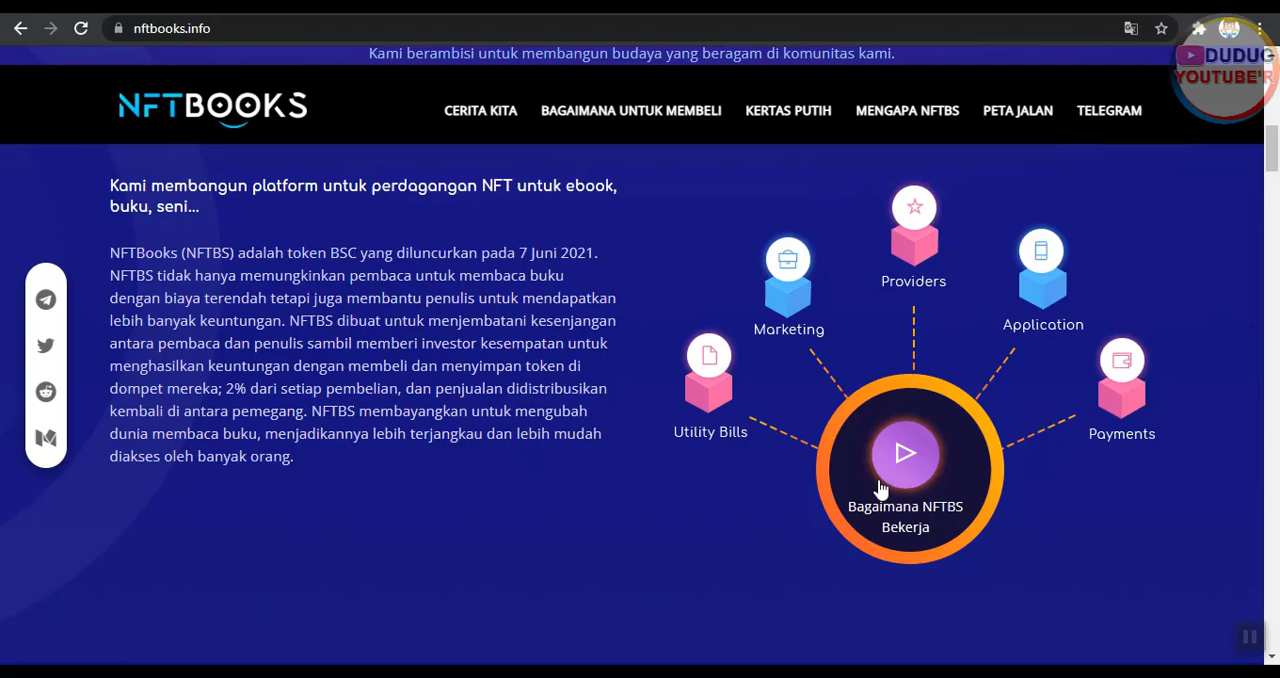 nftbooks.info
DUDUG
YOUTUBE'R
Kami berambisi untuk membangun budaya yang beragam di komunitas kami.
NFTBOOKS
CERITA KITA BAGAIMANA UNTUK MEMBELI KERTAS PUTIH MENGAPA NFTBS PETA JALAN TELEGRAM
Kami membangun platform untuk perdagangan NFT untuk ebook,
buku, seni...
NFTBooks (NFTBS) adalah token BSC yang diluncurkan pada 7 Juni 2021.
NFTBS tidak hanya memungkinkan pembaca untuk membaca buku
dengan biaya terendah tetapi juga membantu penulis untuk mendapatkan
lebih banyak keuntungan. NFTBS dibuat untuk menjembatani kesenjangan
antara pembaca dan penulis sambil memberi investor kesempatan untuk
menghasilkan keuntungan dengan membeli dan menyimpan token di
dompet mereka; 2% dari setiap pembelian, dan penjualan didistribusikan
kembali di antara pemegang. NFTBS membayangkan untuk mengubah
dunia membaca buku, menjadikannya lebih terjangkau dan lebih mudah
diakses oleh banyak orang.
Providers
Marketing
Application
Utility Bills
Payments
Bagaimana NFTBS
Bekerja